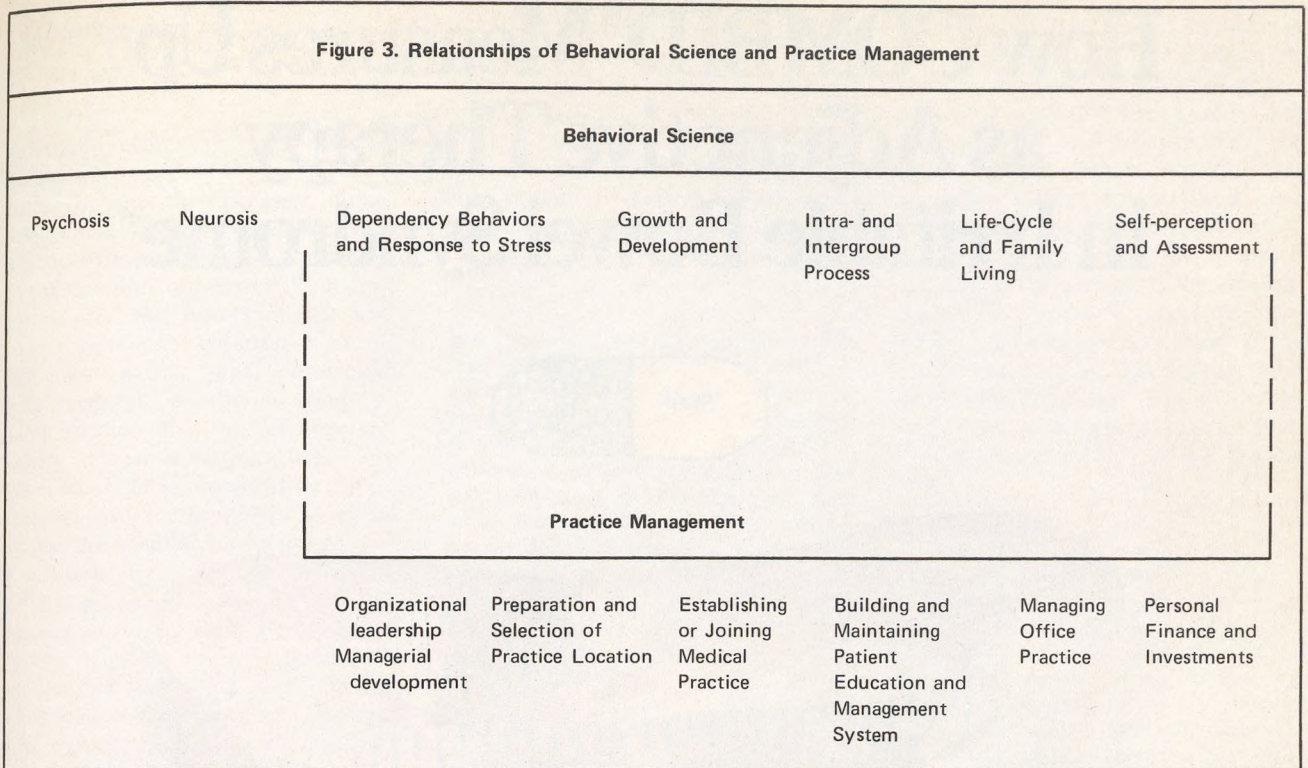 Figure 3. Relationships of Behavioral Science and Practice Management
Behavioral Science
Psychosis
Neurosis
Dependency Behaviors
and Response to Stress
Growth and
Development
Intra- and
Intergroup
Process
Life-Cycle
and Family
Living
Self-perception
and Assessment
Practice Management
Organizational
leadership
Managerial
development
Preparation and
Selection of
Practice Location
Establishing
or Joining
Medical
Practice
Building and
Maintaining
Patient
Education and
Management
System
Managing
Office
Practice
Personal
Finance and
Investments